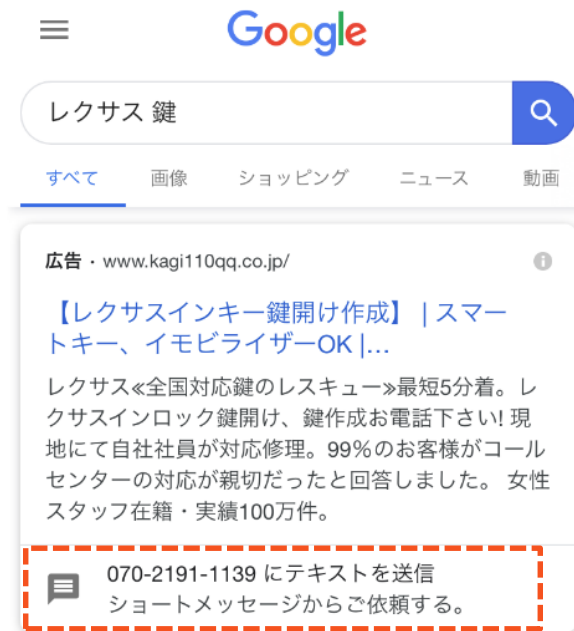 Google
レクサス 鍵
すべて 画像 ショッピング ニュース 動画
広告・www.kagi110qq.co.jp/
【レクサスインキー鍵開け作成】 | スマー
トキー、イモビライザーOK |...
レクサス≪全国対応鍵のレスキュー≫最短5分着。レ
クサスインロック鍵開け、鍵作成お電話下さい! 現
地にて自社社員が対応修理。99%のお客様がコール
センターの対応が親切だったと回答しました。 女性
スタッフ在籍・実績100万件。
070-2191-1139 にテキストを送信
ショートメッセージからご依頼する。